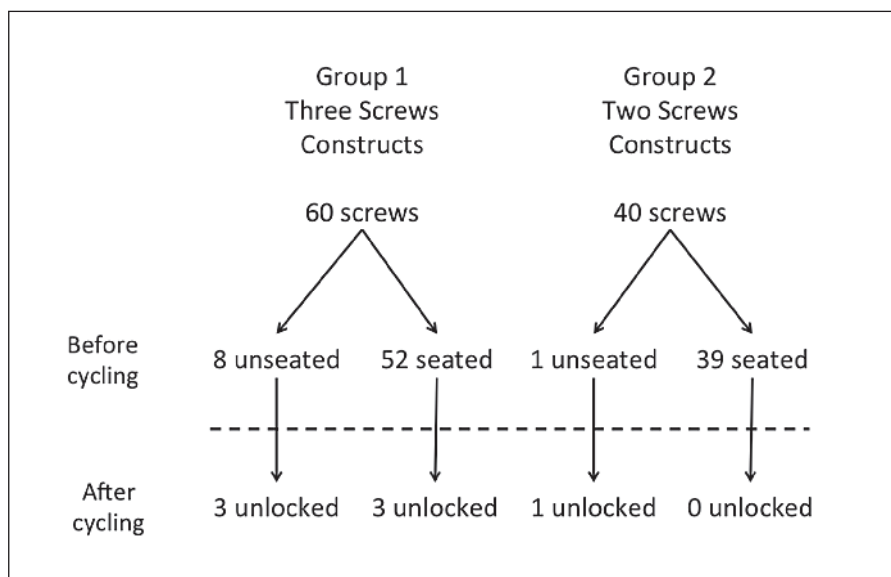 Group 1
Three Screws
Constructs
Group 2
Two Screws
Constructs
60 screws
40 screws
Before
cycling
8 unseated
52 seated
1 unseated
39 seated
After
cycling
3 unlocked
3 unlocked
1 unlocked
0 unlocked